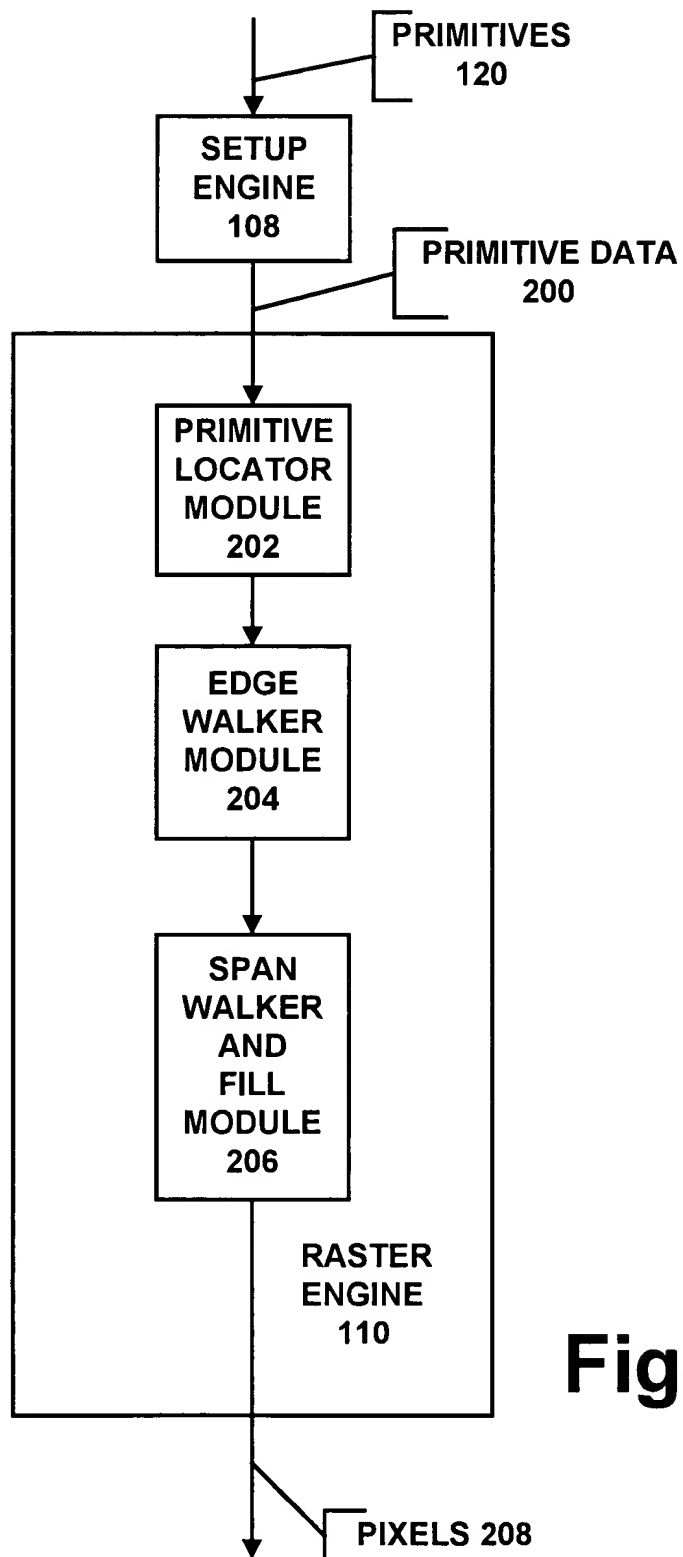 PRIMITIVES
120
SETUP
ENGINE
108
PRIMITIVE DATA
200
PRIMITIVE
LOCATOR
MODULE
202
EDGE
WALKER
MODULE
204
SPAN
WALKER
AND
FILL
MODULE
206
RASTER
ENGINE
110
Fig
PIXELS 208